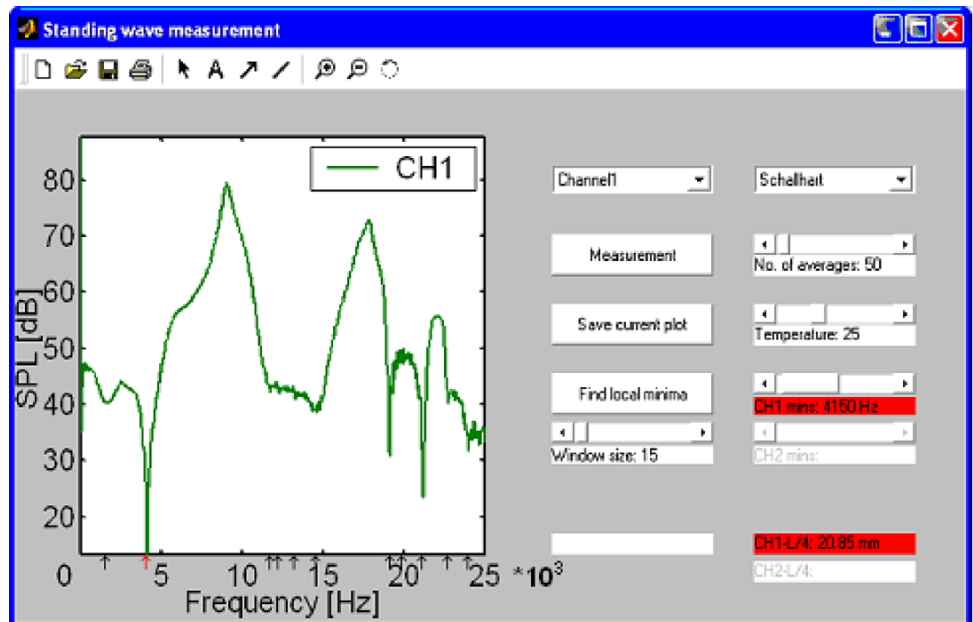 Standing wave measurement
A
CH1
SPL [dB]
80
70
60
50
40
30
20
0 5 10 15 20 25 *10³
Frequency [Hz]
Channel1
Schallhart
Measurement
No. of averages: 50
Save current plot
Temperature: 25
Find local minima
CH1 mins: 4150 Hz
Window size: 15
CH2 mins:
CH1-L/4: 20.85 mm
CH2-L/4: